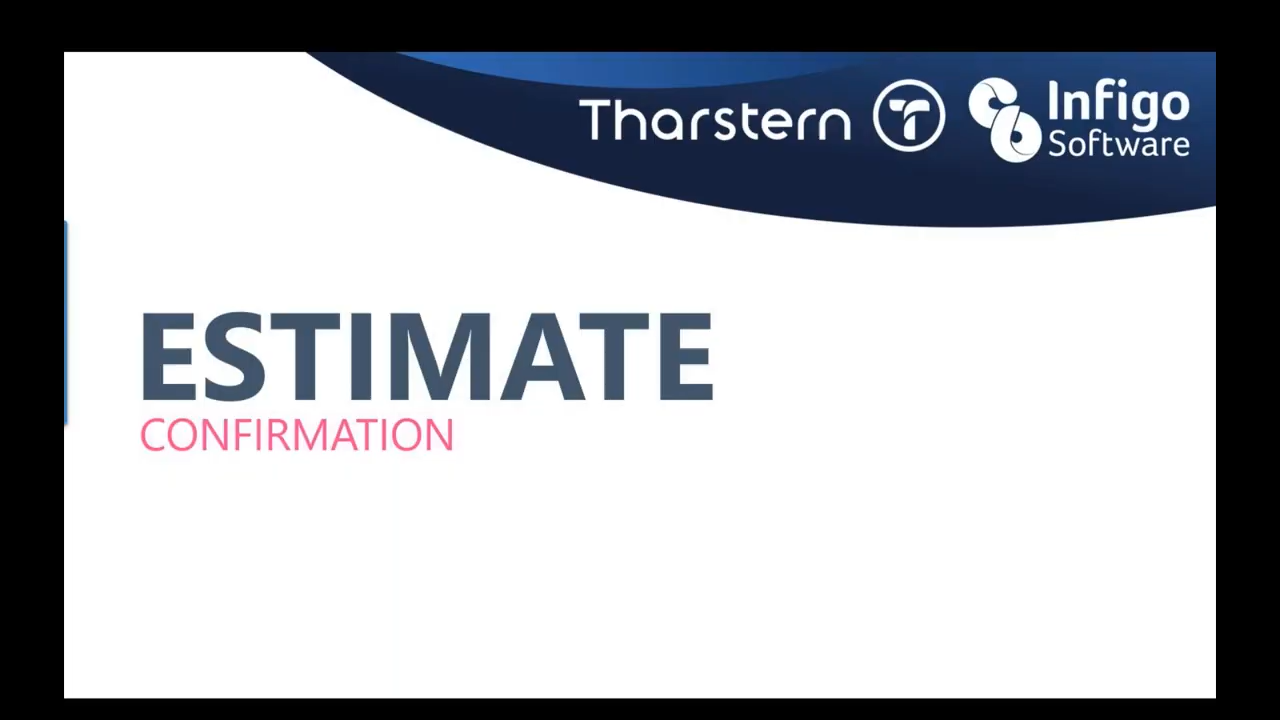 Tharstern
Infigo
Software
ESTIMATE
CONFIRMATION